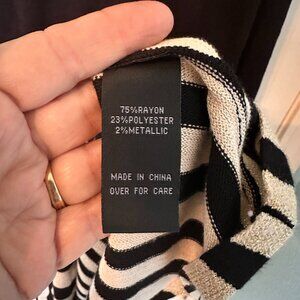 75%RAYON
23%POLYESTER
2%METALLIC
MADE IN CHINA
OVER FOR CARE